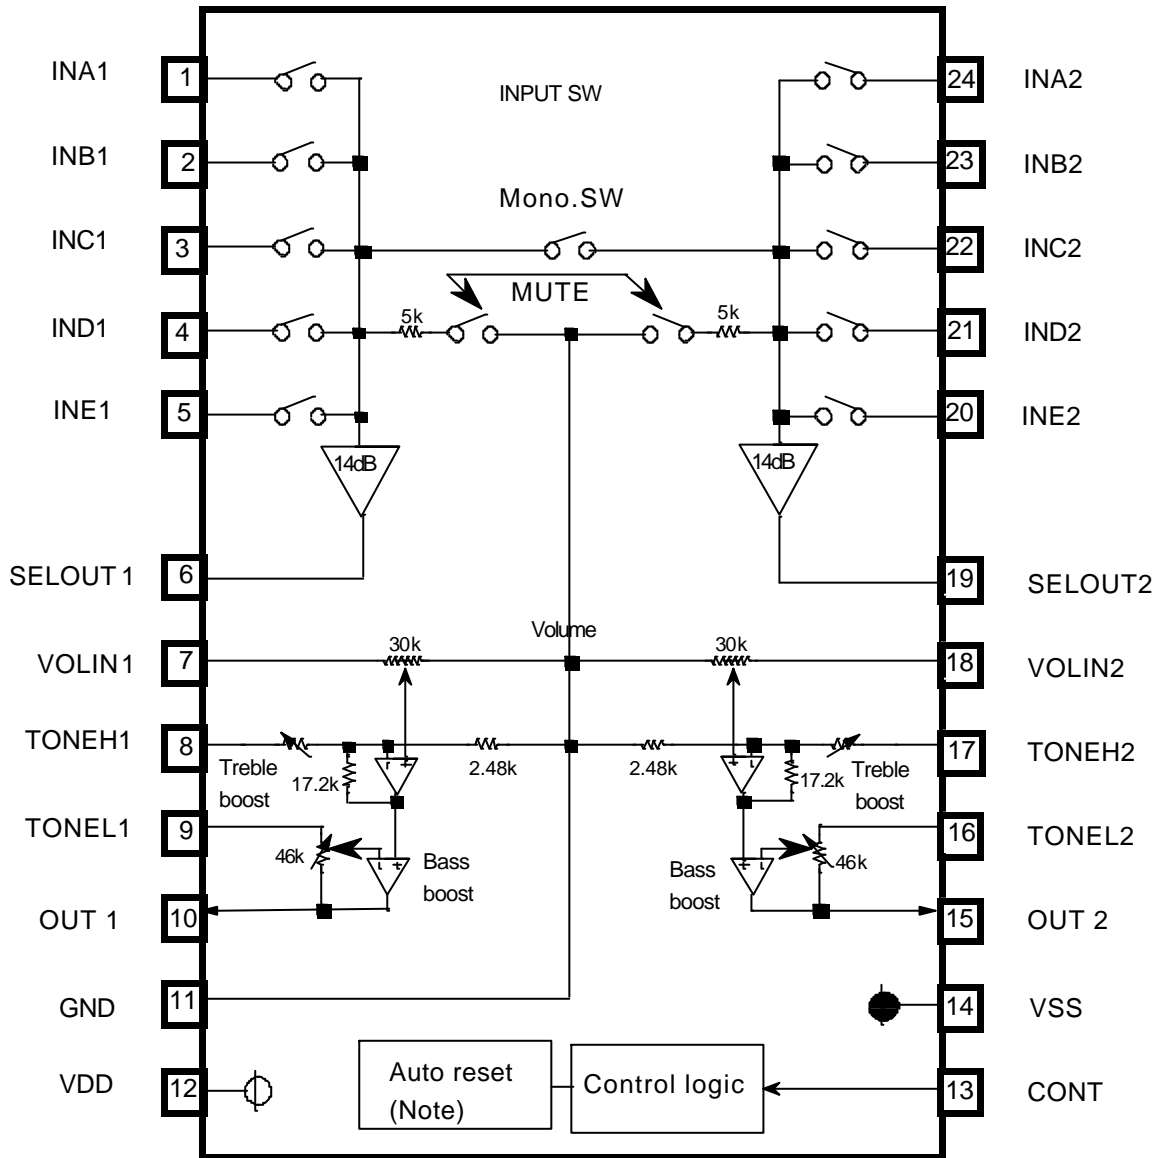 INA1 1 INPUT SW 24 INA2
INB1 2 23 INB2
Mono.SW
INC1 3 22 INC2
MUTE
IND1 4 5k 5k 21 IND2
INE1 5 20 INE2
14dB 14dB
SELOUT 1 6 19 SELOUT2
Volume
VOLIN1 7 30k 30k 18 VOLIN2
TONEH1 8 17 TONEH2
Treble boost 17.2k 2.48k 2.48k 17.2k Treble boost
TONEL1 9 16 TONEL2
46k Bass boost Bass boost 46k
OUT 1 10 15 OUT 2
GND 11 14 VSS
VDD 12 Auto reset (Note) Control logic 13 CONT